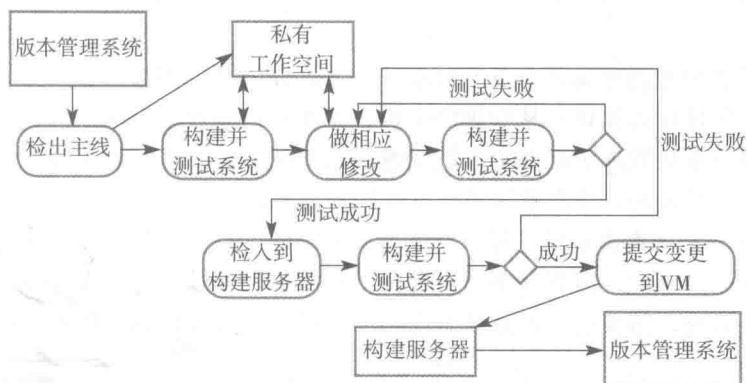 版本管理系统
私有
工作空间
测试失败
测试失败
检出主线
构建并
测试系统
做相应
修改
构建并
测试系统
测试成功
检入到
构建服务器
构建并
测试系统
成功
提交变更
到VM
构建服务器
版本管理系统